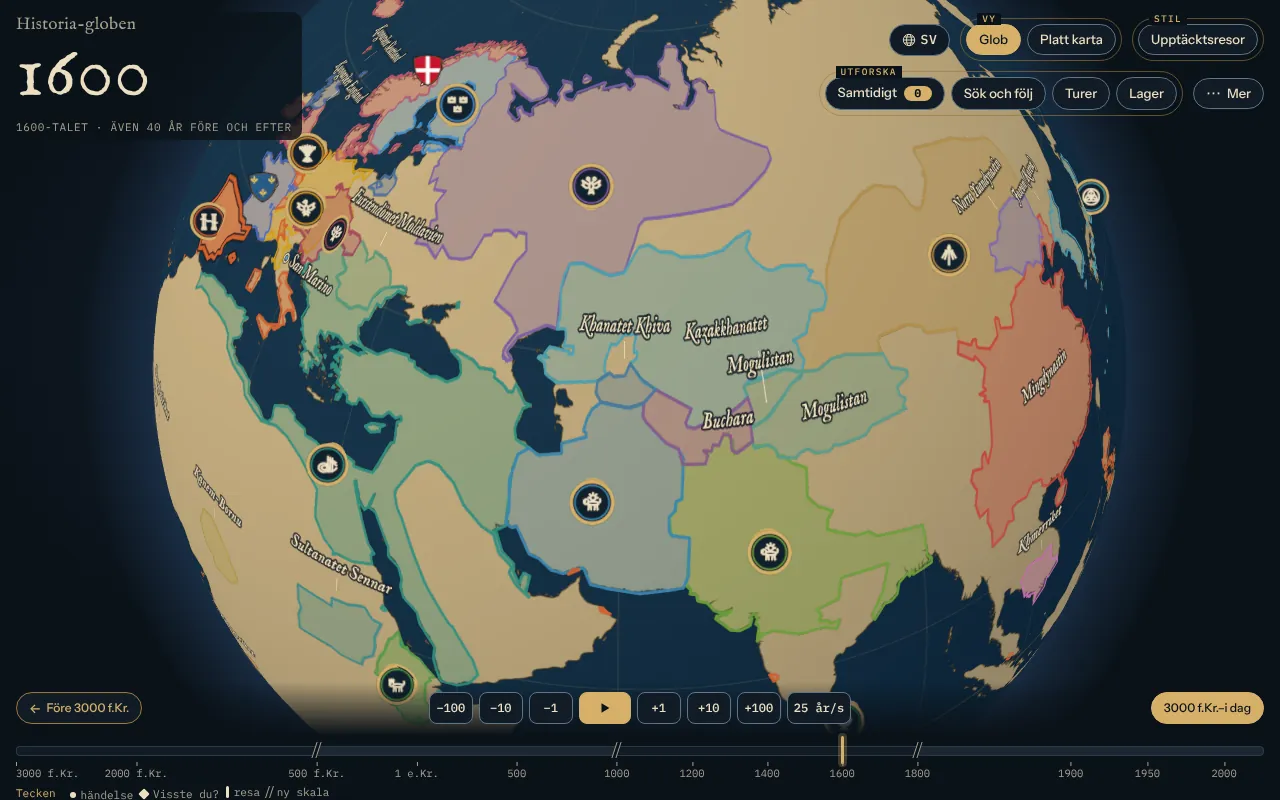 Historia-globen
1600
1600-TALET · ÄVEN 40 ÅR FÖRE OCH EFTER
SV
VY
Glob
Platt karta
STIL
Upptäcktsresor
UTFORSKA
Samtidigt 0
Sök och följ
Turer
Lager
··· Mer
Furstendömet Moldavien
San Marino
Khanatet Khiva
Kazakkhanatet
Mogulistan
Mogulistan
Buchara
Mingdynastin
Khmerriket
Kanem-Bornu
Sultanatet Sennar
H
← Före 3000 f.Kr.
−100
−10
−1
+1
+10
+100
25 år/s
3000 f.Kr.–i dag
3000 f.Kr.
2000 f.Kr.
500 f.Kr.
1 e.Kr.
500
1000
1200
1400
1600
1800
1900
1950
2000
Tecken
händelse
Visste du?
resa
// ny skala